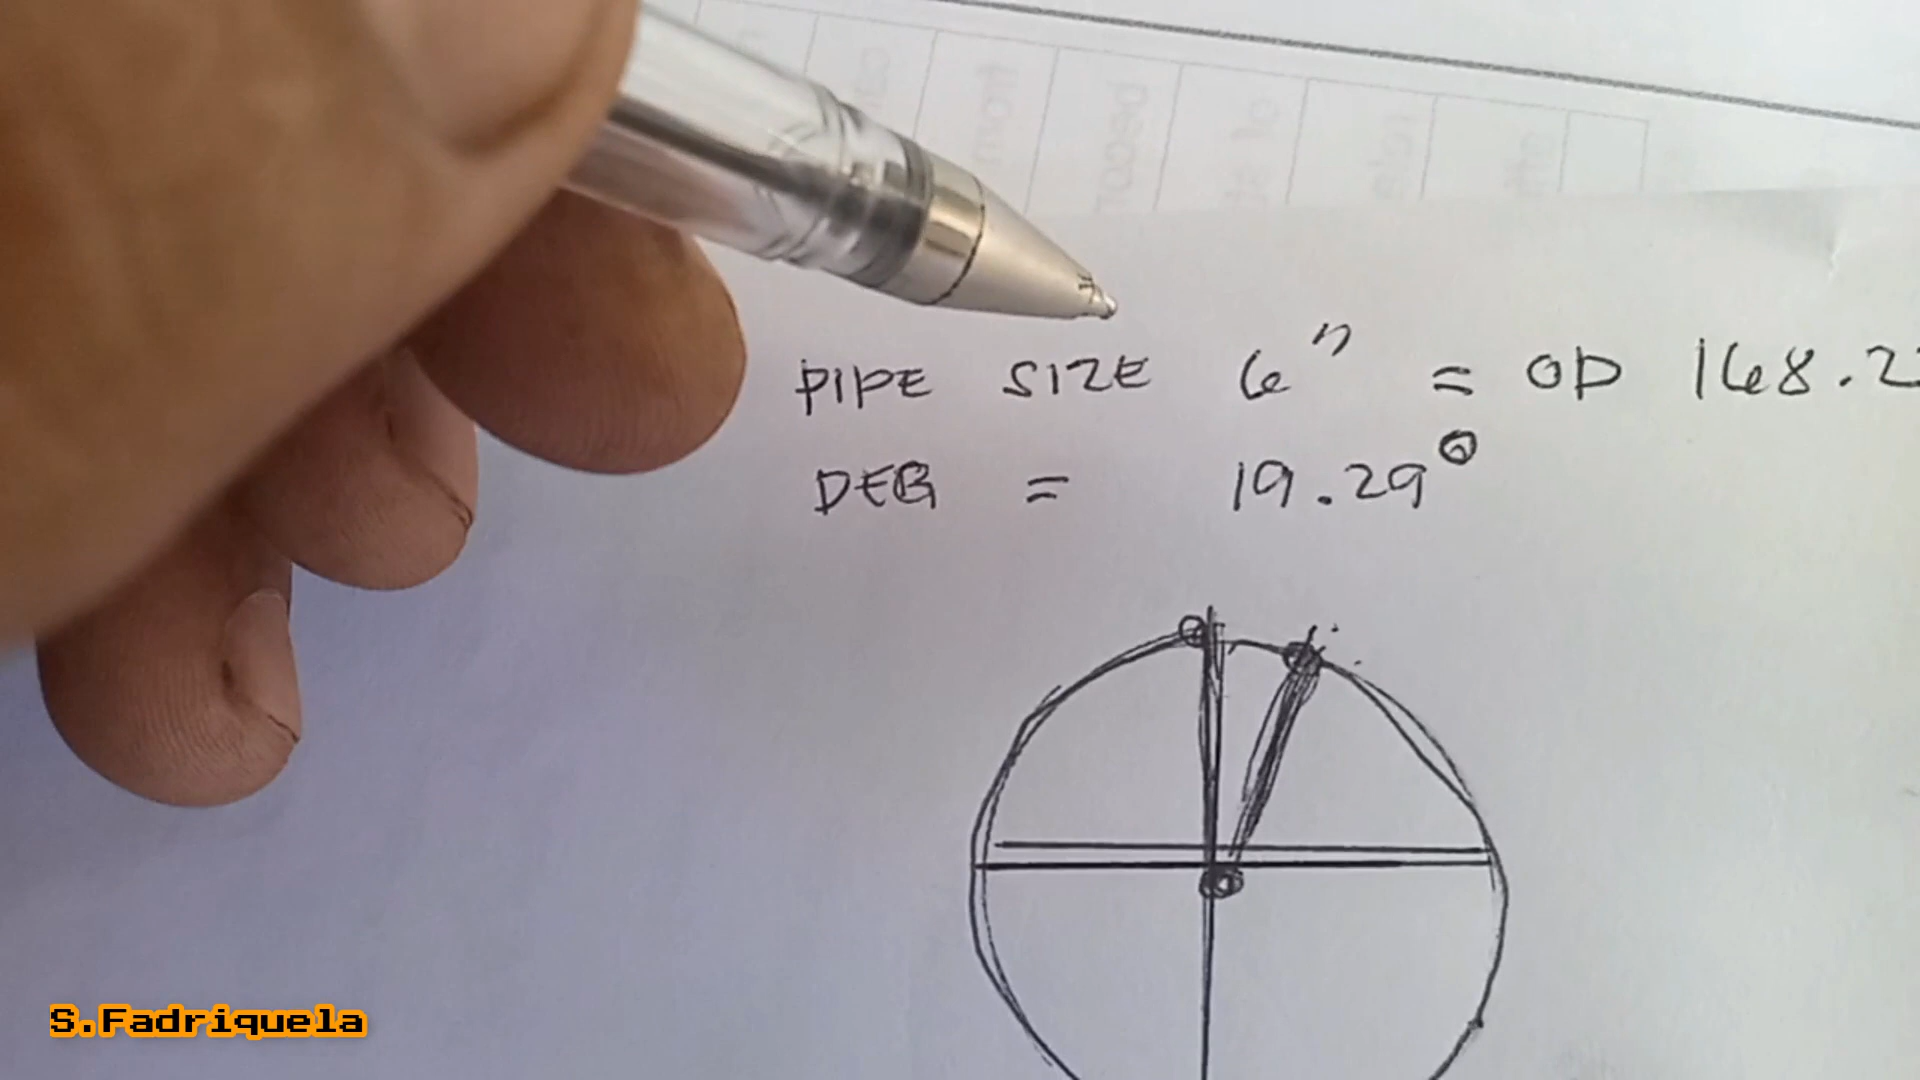 PIPE SIZE 6" = OD 168.2
DEG = 19.29°
S.Fadriquela